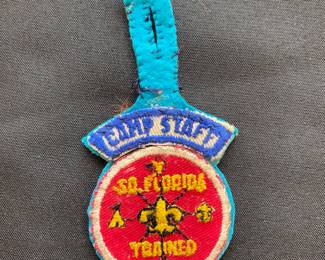 CAMP STAFF
SO. FLORIDA
TRAINED